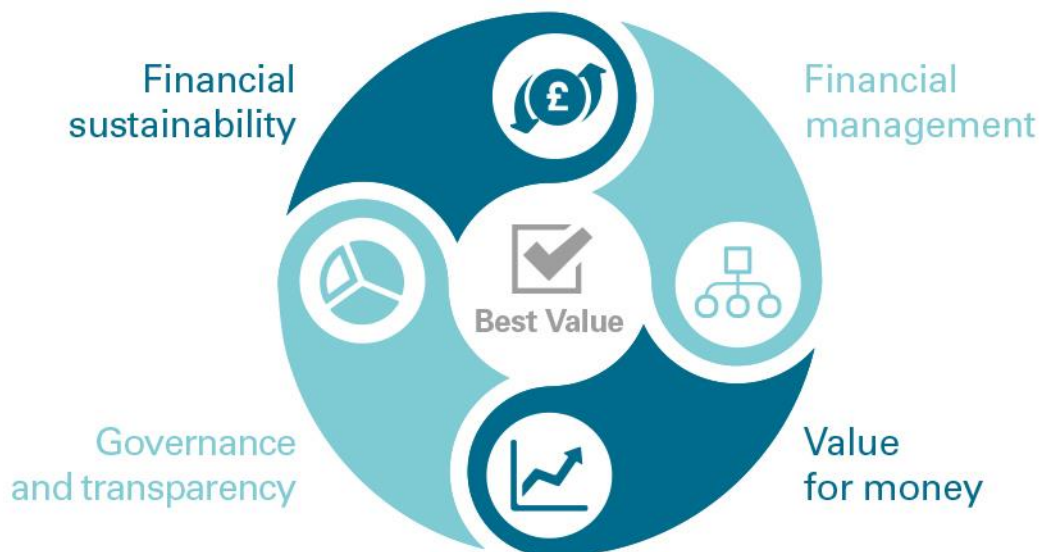 Financial
sustainability
Financial
management
£
Best Value
Governance
and transparency
Value
for money